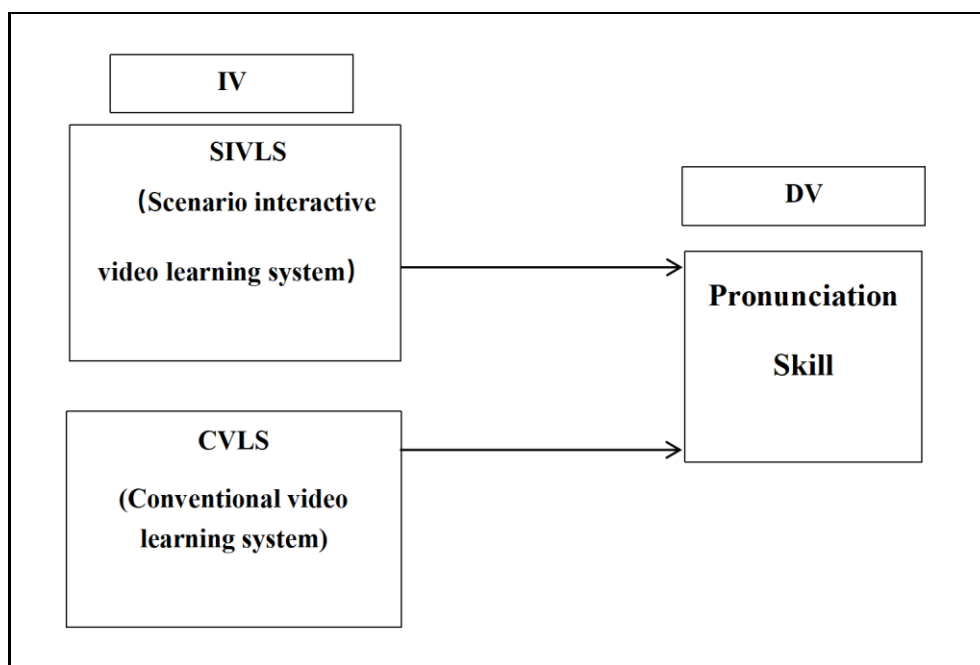 IV
SIVLS
（Scenario interactive
video learning system）
DV
Pronunciation
Skill
CVLS
(Conventional video
learning system)